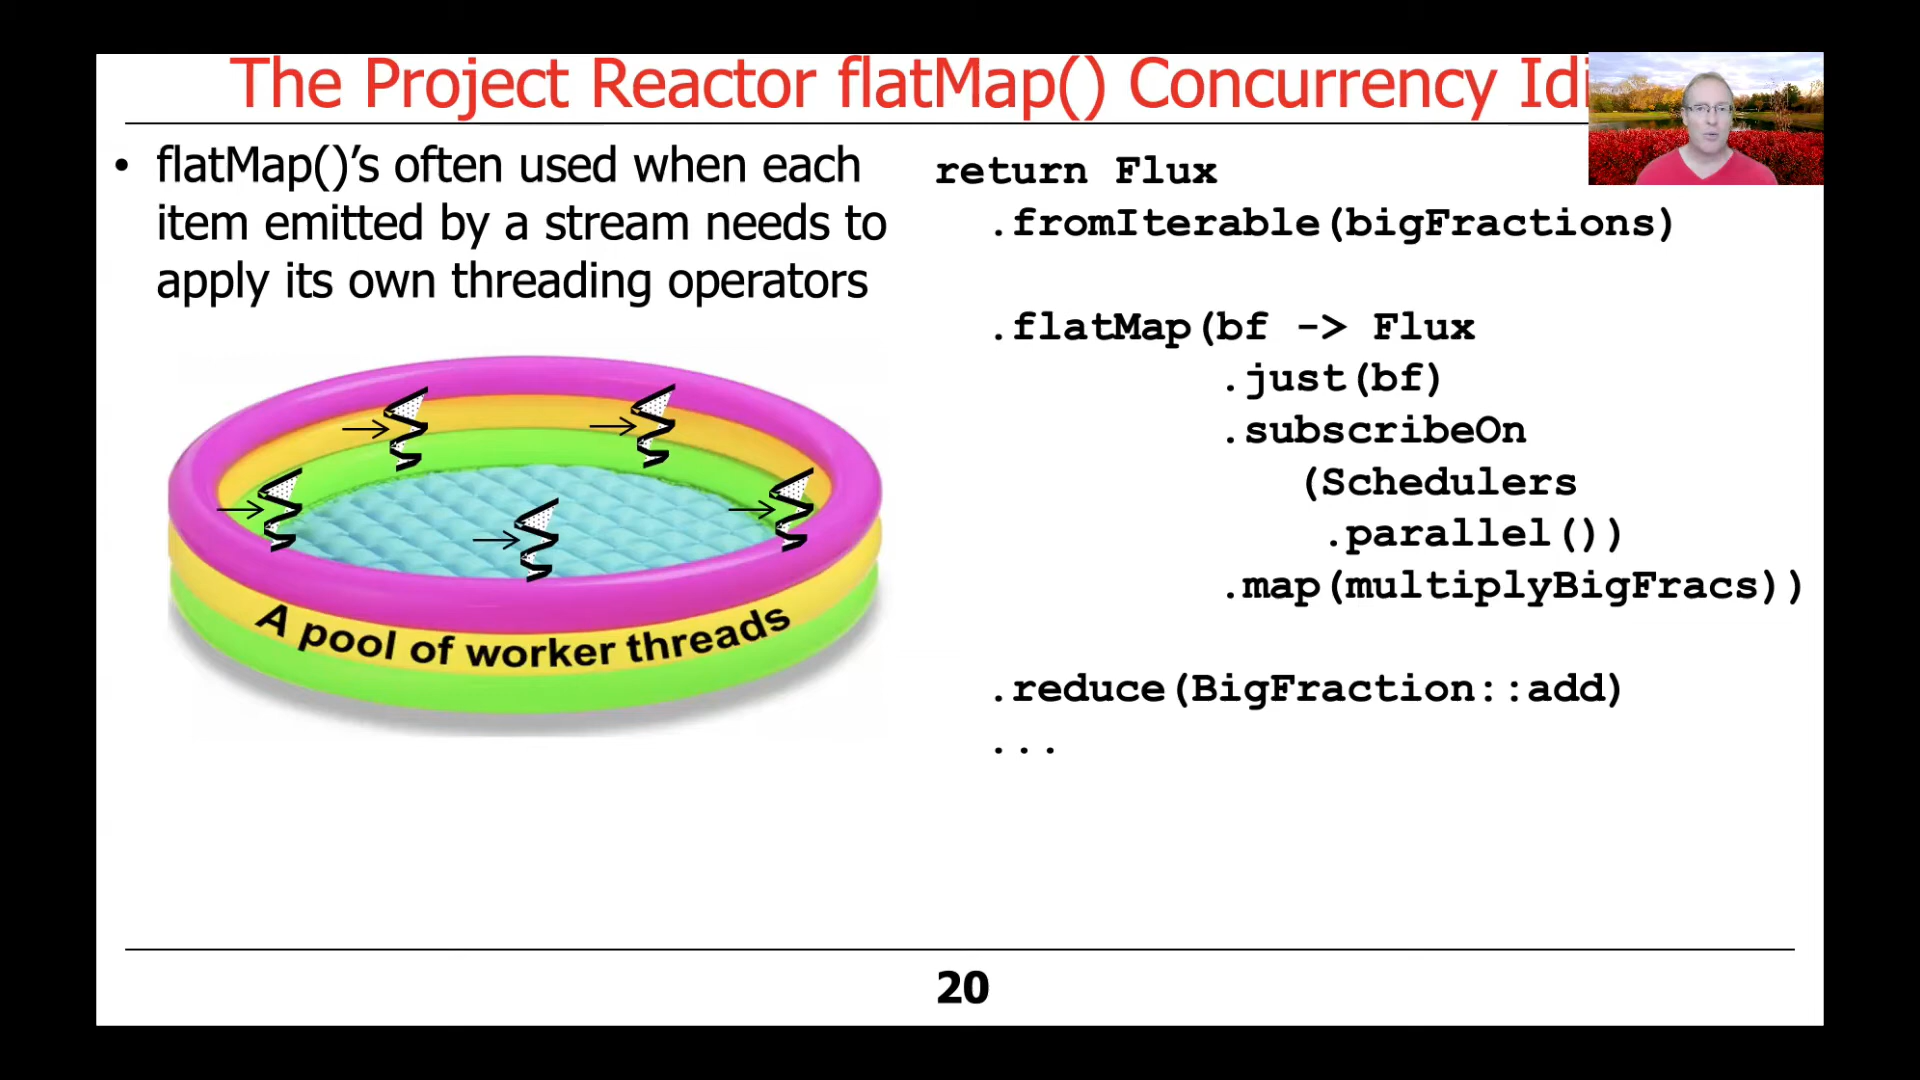 The Project Reactor flatMap() Concurrency Idi
• flatMap()’s often used when each
item emitted by a stream needs to
apply its own threading operators
A pool of worker threads
return Flux
.fromIterable(bigFractions)
.flatMap(bf -> Flux
.just(bf)
.subscribeOn
(Schedulers
.parallel())
.map(multiplyBigFracs))
.reduce(BigFraction::add)
...
20